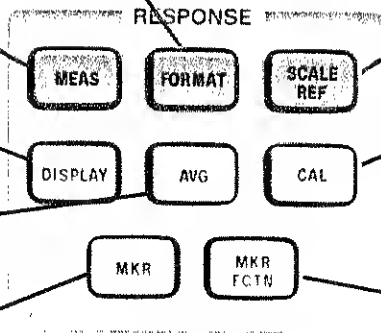 RESPONSE
MEAS
FORMAT
SCALE
REF
DISPLAY
AVG
CAL
MKR
MKR
FCTN